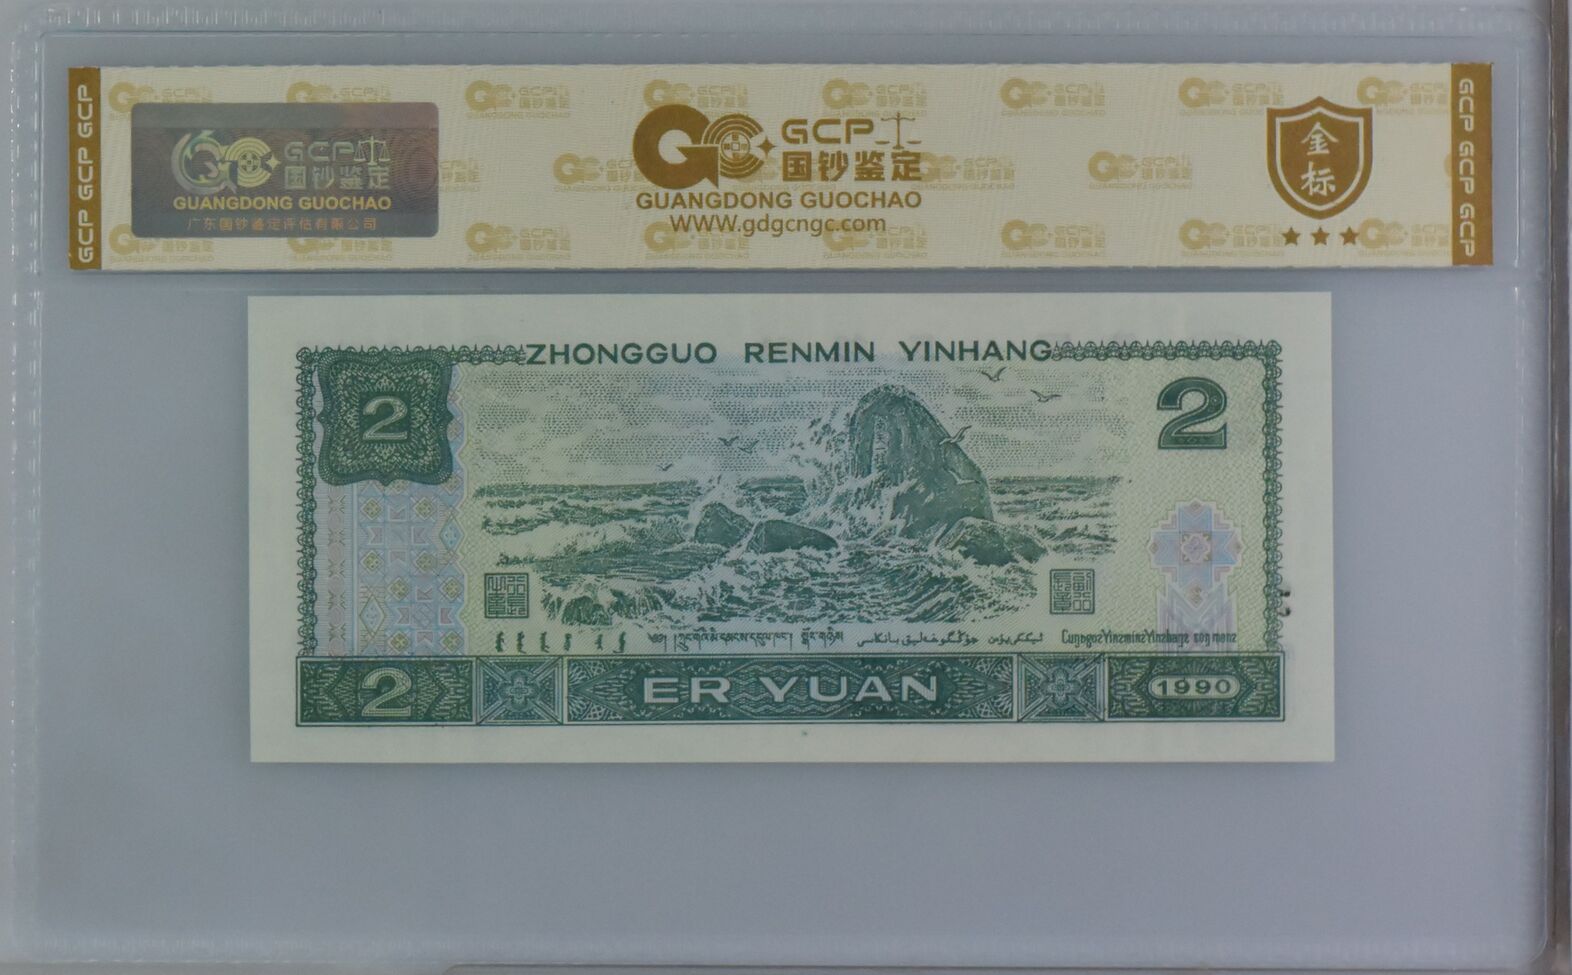 GCP GCP GCP
GCP
国钞鉴定
GUANGDONG GUOCHAO
广东国钞鉴定评估有限公司
GCP
国钞鉴定
GUANGDONG GUOCHAO
WWW.gdgcngc.com
金
标
GCP GCP GCP
ZHONGGUO RENMIN YINHANG
2
2
2
ER YUAN
1990